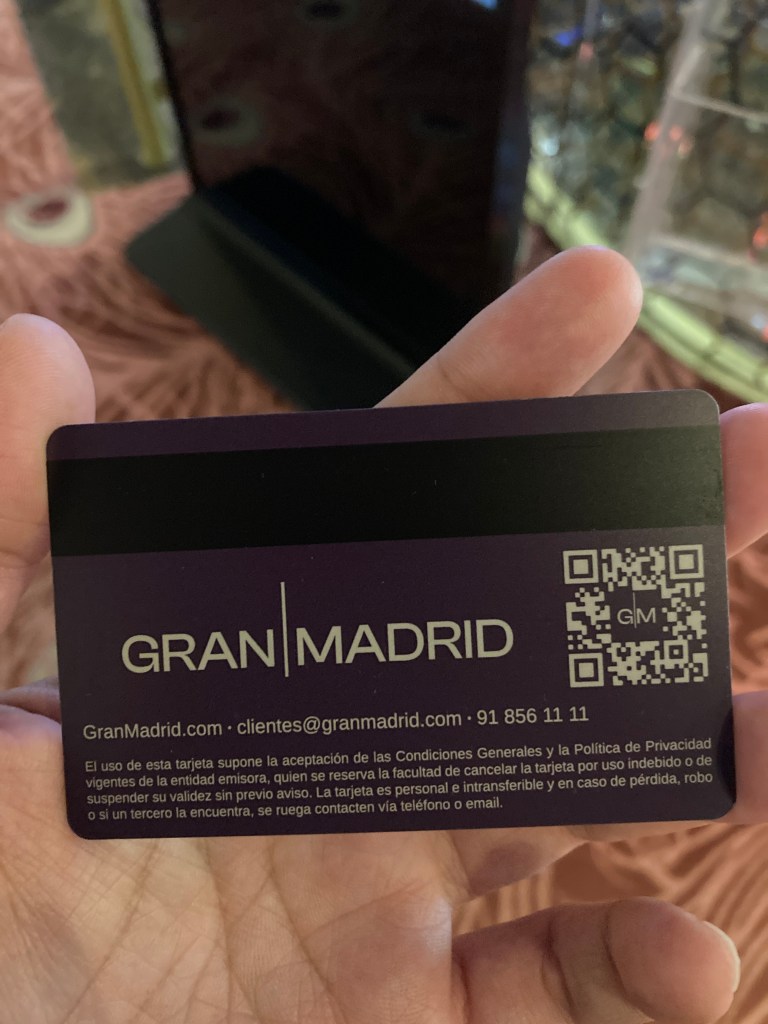 GRAN|MADRID
G|M
GranMadrid.com · clientes@granmadrid.com · 91 856 11 11
El uso de esta tarjeta supone la aceptación de las Condiciones Generales y la Política de Privacidad
vigentes de la entidad emisora, quien se reserva la facultad de cancelar la tarjeta por uso indebido o de
suspender su validez sin previo aviso. La tarjeta es personal e intransferible y en caso de pérdida, robo
o si un tercero la encuentra, se ruega contacten vía teléfono o email.